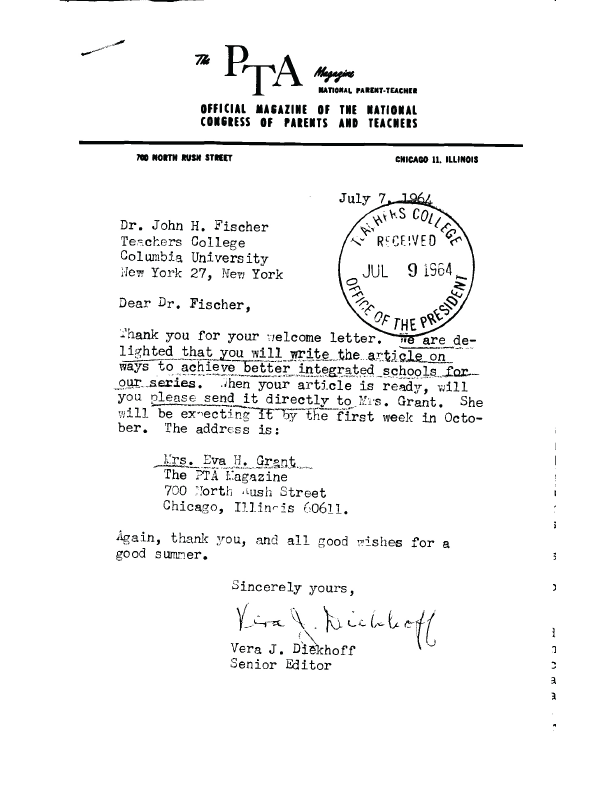 The PTA Magazine
NATIONAL PARENT-TEACHER
OFFICIAL MAGAZINE OF THE NATIONAL
CONGRESS OF PARENTS AND TEACHERS
700 NORTH RUSH STREET CHICAGO 11, ILLINOIS
July 7, 1964
TEACHERS COLLEGE
RECEIVED
JUL 9 1964
OFFICE OF THE PRESIDENT
Dr. John H. Fischer
Teachers College
Columbia University
New York 27, New York
Dear Dr. Fischer,
Thank you for your welcome letter. We are de-
lighted that you will write the article on
ways to achieve better integrated schools for
our series. When your article is ready, will
you please send it directly to Mrs. Grant. She
will be expecting it by the first week in Octo-
ber. The address is:
Mrs. Eva H. Grant
The PTA Magazine
700 North Rush Street
Chicago, Illinois 60611.
Again, thank you, and all good wishes for a
good summer.
Sincerely yours,
Vera J. Diekhoff
Vera J. Diekhoff
Senior Editor